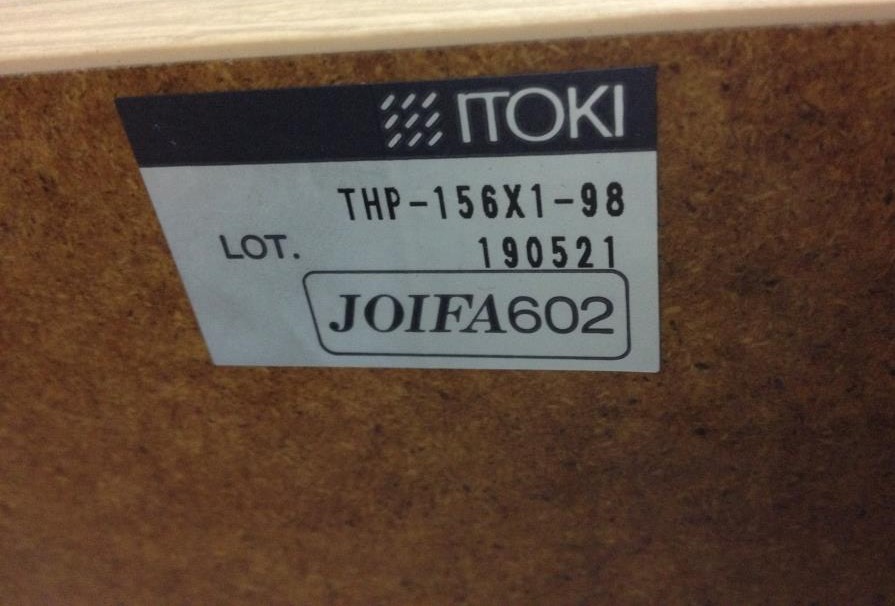 ITOKI
THP-156X1-98
LOT. 190521
JOIFA602